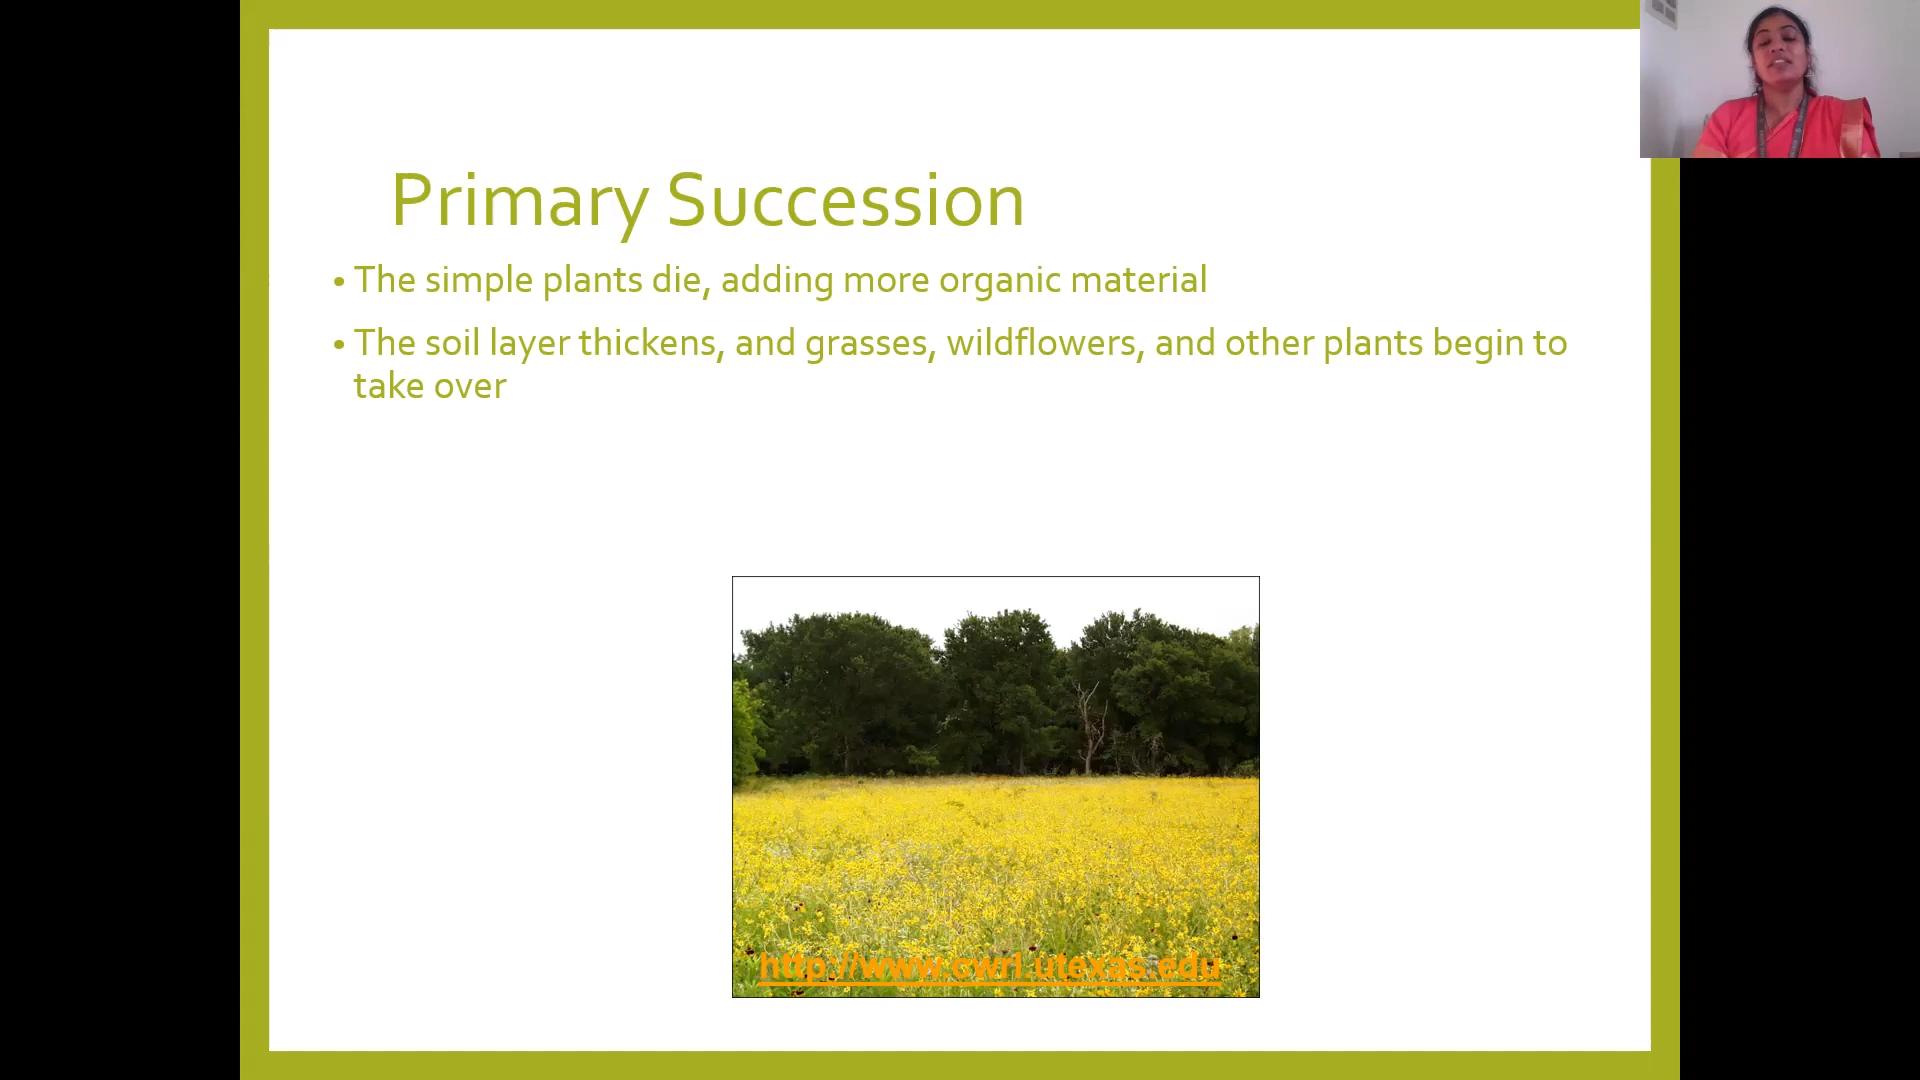 Primary Succession
• The simple plants die, adding more organic material
• The soil layer thickens, and grasses, wildflowers, and other plants begin to
take over
http://www.cwrl.utexas.edu